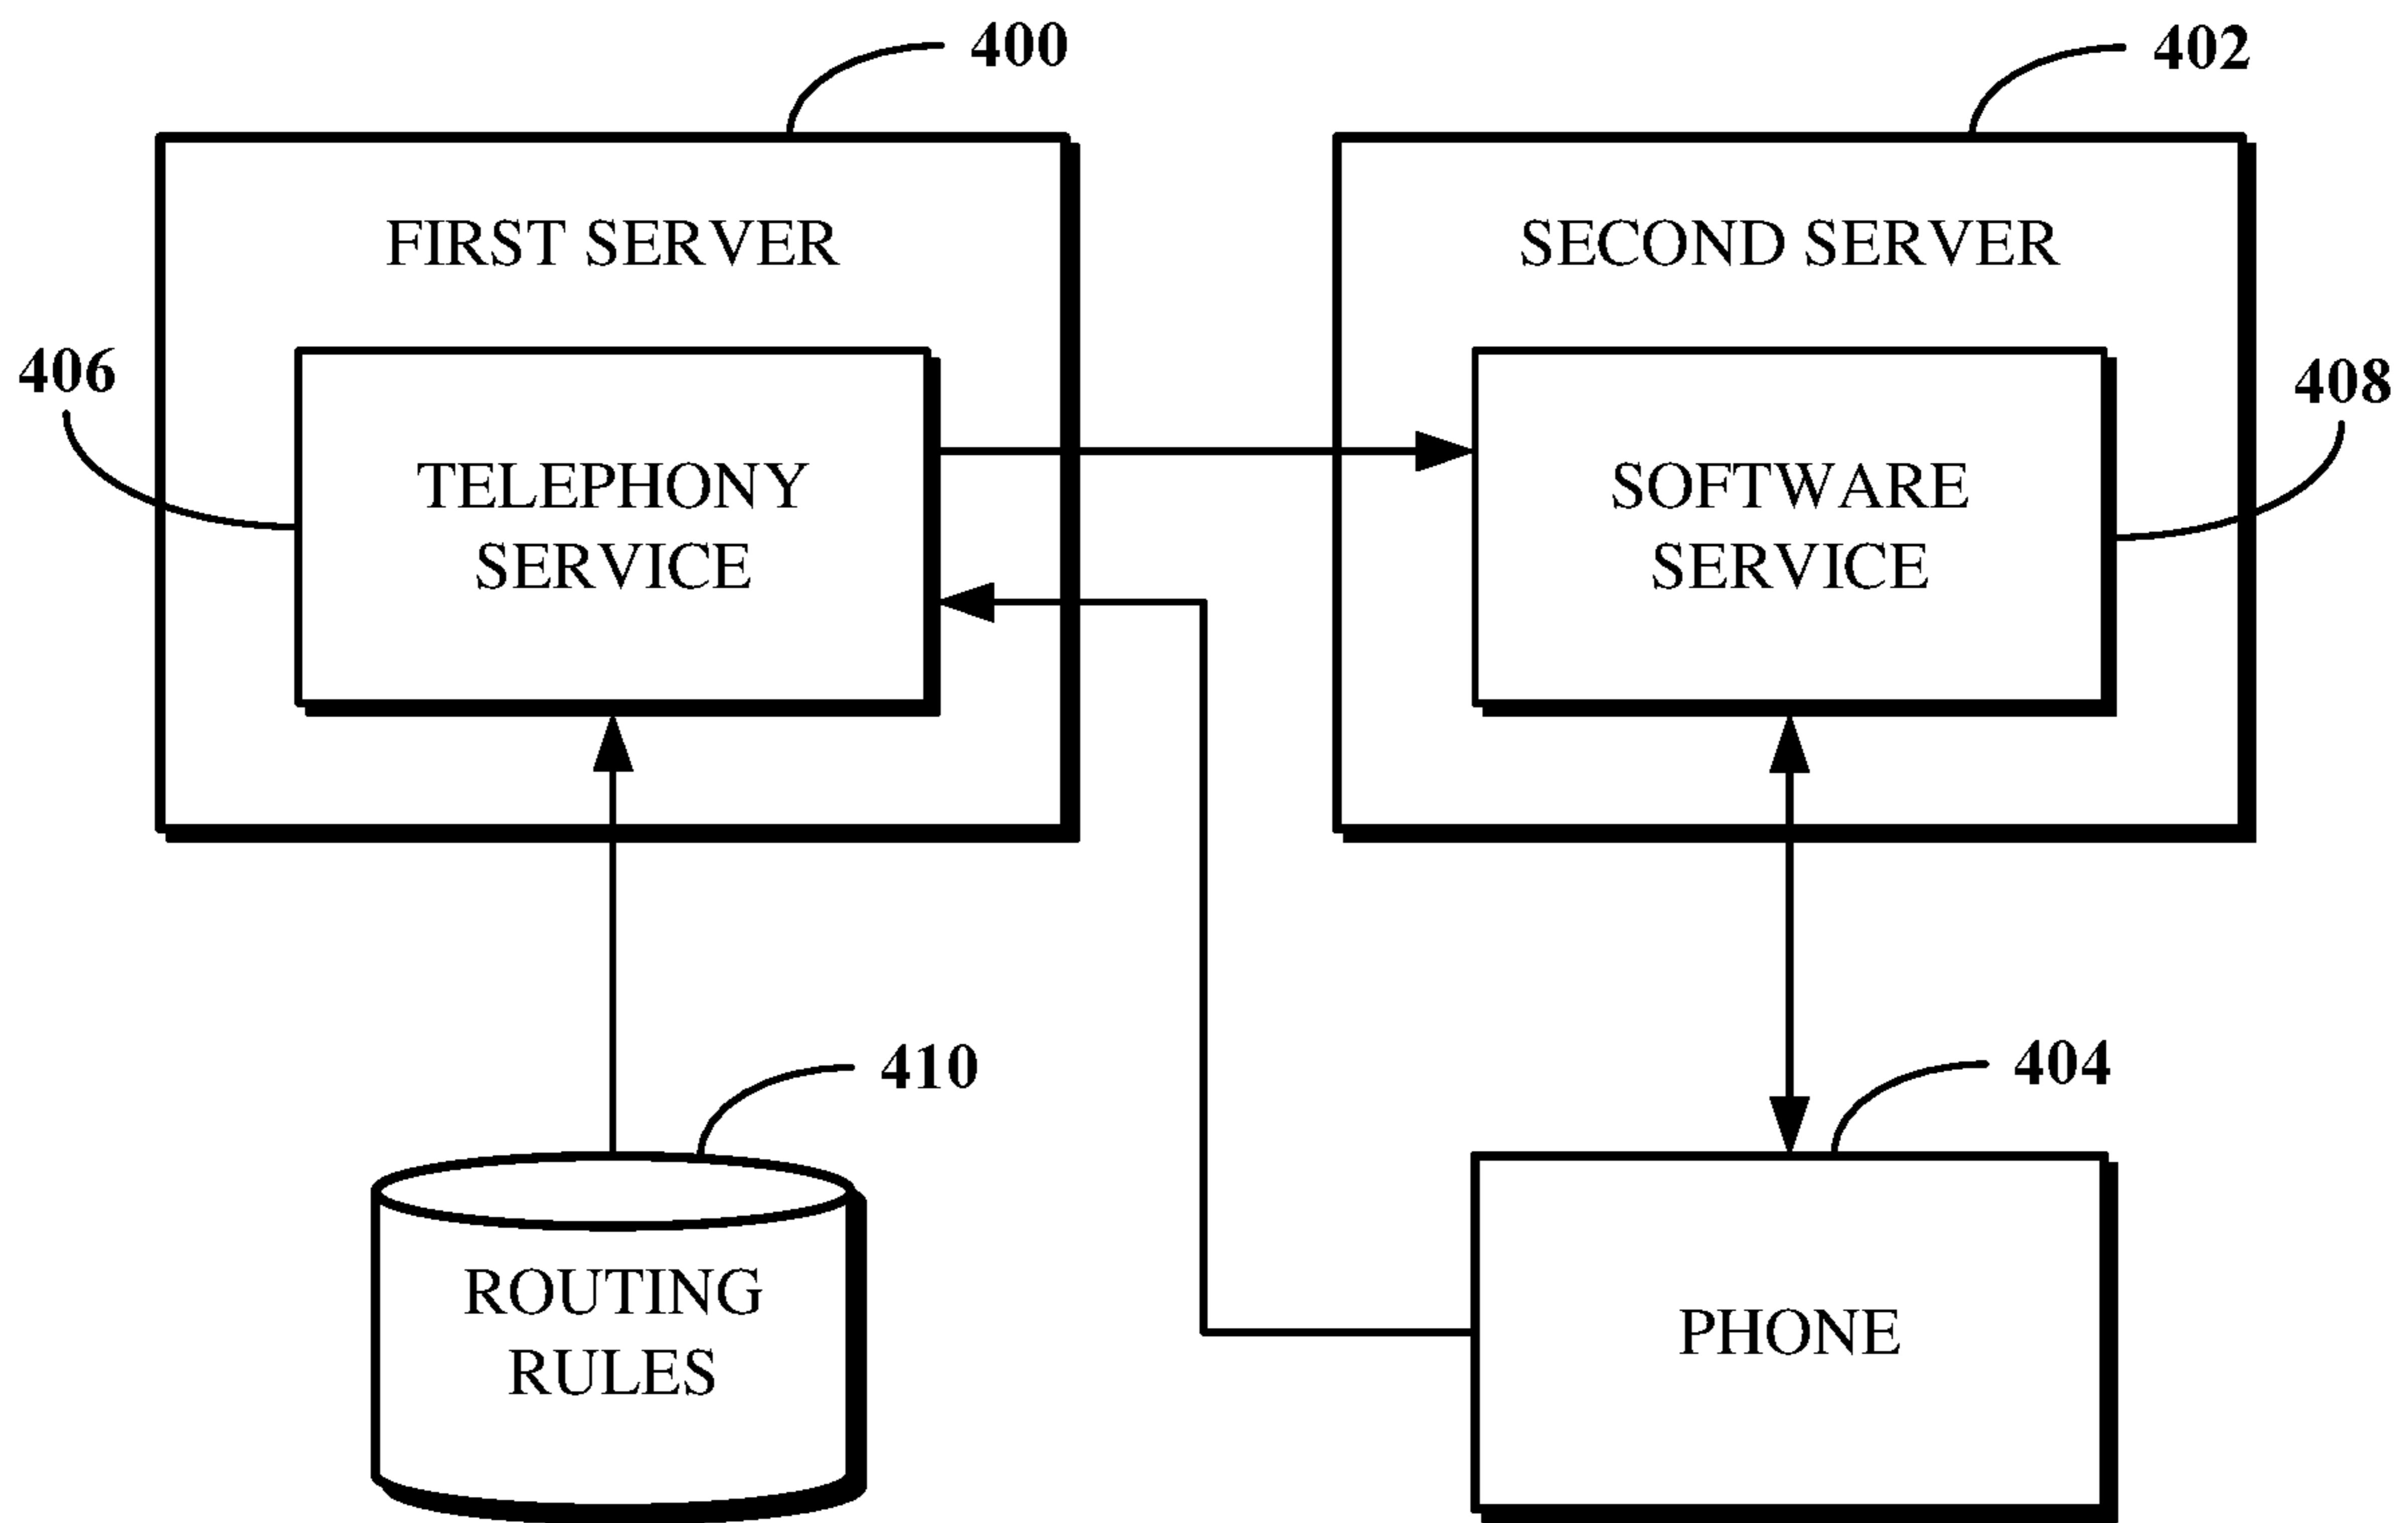 400
402
FIRST SERVER
SECOND SERVER
406
408
TELEPHONY
SERVICE
SOFTWARE
SERVICE
410
404
ROUTING
RULES
PHONE